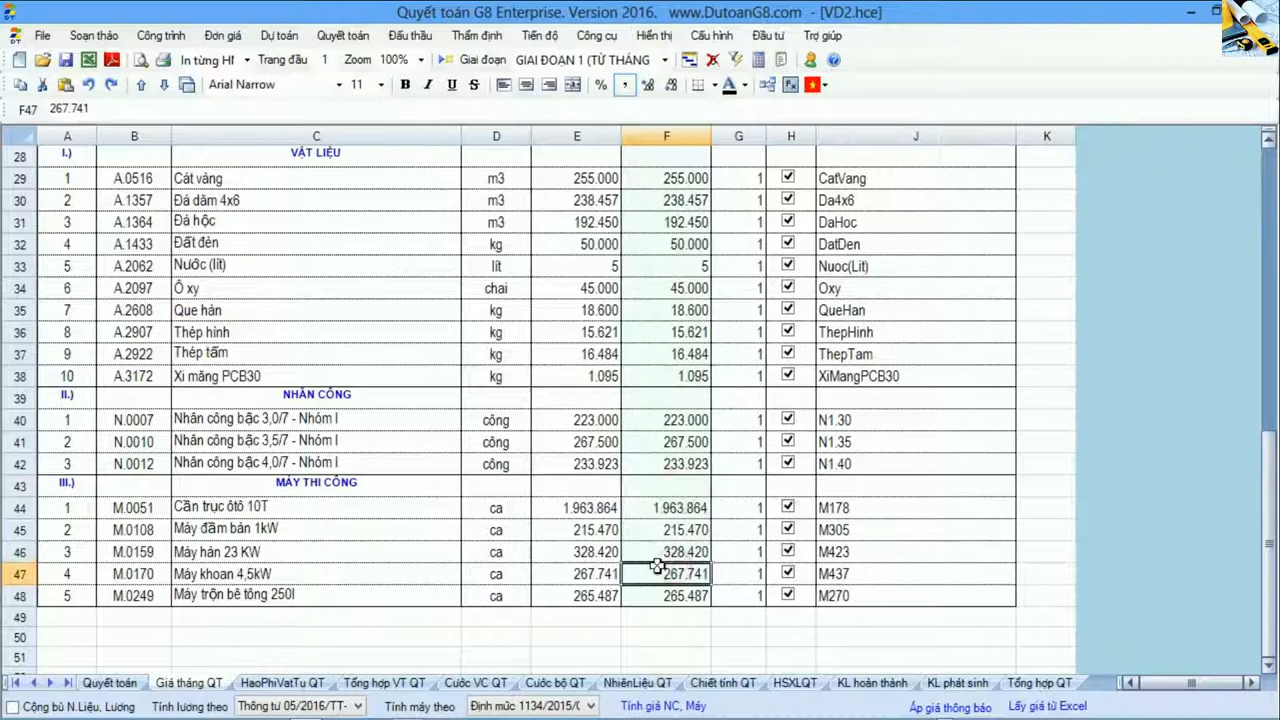 Quyết toán G8 Enterprise. Version 2016. www.DutoanG8.com - [VD2.hce]
File Soạn thảo Công trình Đơn giá Dự toán Quyết toán Đấu thầu Thẩm định Tiến độ Công cụ Hiển thị Cấu hình Đầu tư Trợ giúp
In từng HM Trang đầu 1 Zoom 100% Giai đoạn GIAI ĐOẠN 1 (TỪ THÁNG
Arial Narrow 11 B I U S %
F47 267.741
A B C D E F G H J K
28 I.) VẬT LIỆU
29 1 A.0516 Cát vàng m3 255.000 255.000 1 CatVang
30 2 A.1357 Đá dăm 4x6 m3 238.457 238.457 1 Da4x6
31 3 A.1364 Đá hộc m3 192.450 192.450 1 DaHoc
32 4 A.1433 Đất đèn kg 50.000 50.000 1 DatDen
33 5 A.2062 Nước (lít) lít 5 5 1 Nuoc(Lit)
34 6 A.2097 Ô xy chai 45.000 45.000 1 Oxy
35 7 A.2608 Que hàn kg 18.600 18.600 1 QueHan
36 8 A.2907 Thép hình kg 15.621 15.621 1 ThepHinh
37 9 A.2922 Thép tấm kg 16.484 16.484 1 ThepTam
38 10 A.3172 Xi măng PCB30 kg 1.095 1.095 1 XiMangPCB30
39 II.) NHÂN CÔNG
40 1 N.0007 Nhân công bậc 3,0/7 - Nhóm I công 223.000 223.000 1 N1.30
41 2 N.0010 Nhân công bậc 3,5/7 - Nhóm I công 267.500 267.500 1 N1.35
42 3 N.0012 Nhân công bậc 4,0/7 - Nhóm I công 233.923 233.923 1 N1.40
43 III.) MÁY THI CÔNG
44 1 M.0051 Cần trục ôtô 10T ca 1.963.864 1.963.864 1 M178
45 2 M.0108 Máy đầm bàn 1kW ca 215.470 215.470 1 M305
46 3 M.0159 Máy hàn 23 KW ca 328.420 328.420 1 M423
47 4 M.0170 Máy khoan 4,5kW ca 267.741 267.741 1 M437
48 5 M.0249 Máy trộn bê tông 250l ca 265.487 265.487 1 M270
49
50
51
Quyết toán Giá tháng QT HaoPhiVatTu QT Tổng hợp VT QT Cước VC QT Cước bộ QT NhiênLiệu QT Chiết tính QT HSXLQT KL hoàn thành KL phát sinh Tổng hợp QT
Cộng bù N.Liệu, Lương Tính lương theo Thông tư 05/2016/TT- Tính máy theo Định mức 1134/2015/ Tính giá NC, Máy Áp giá thông báo Lấy giá từ Excel